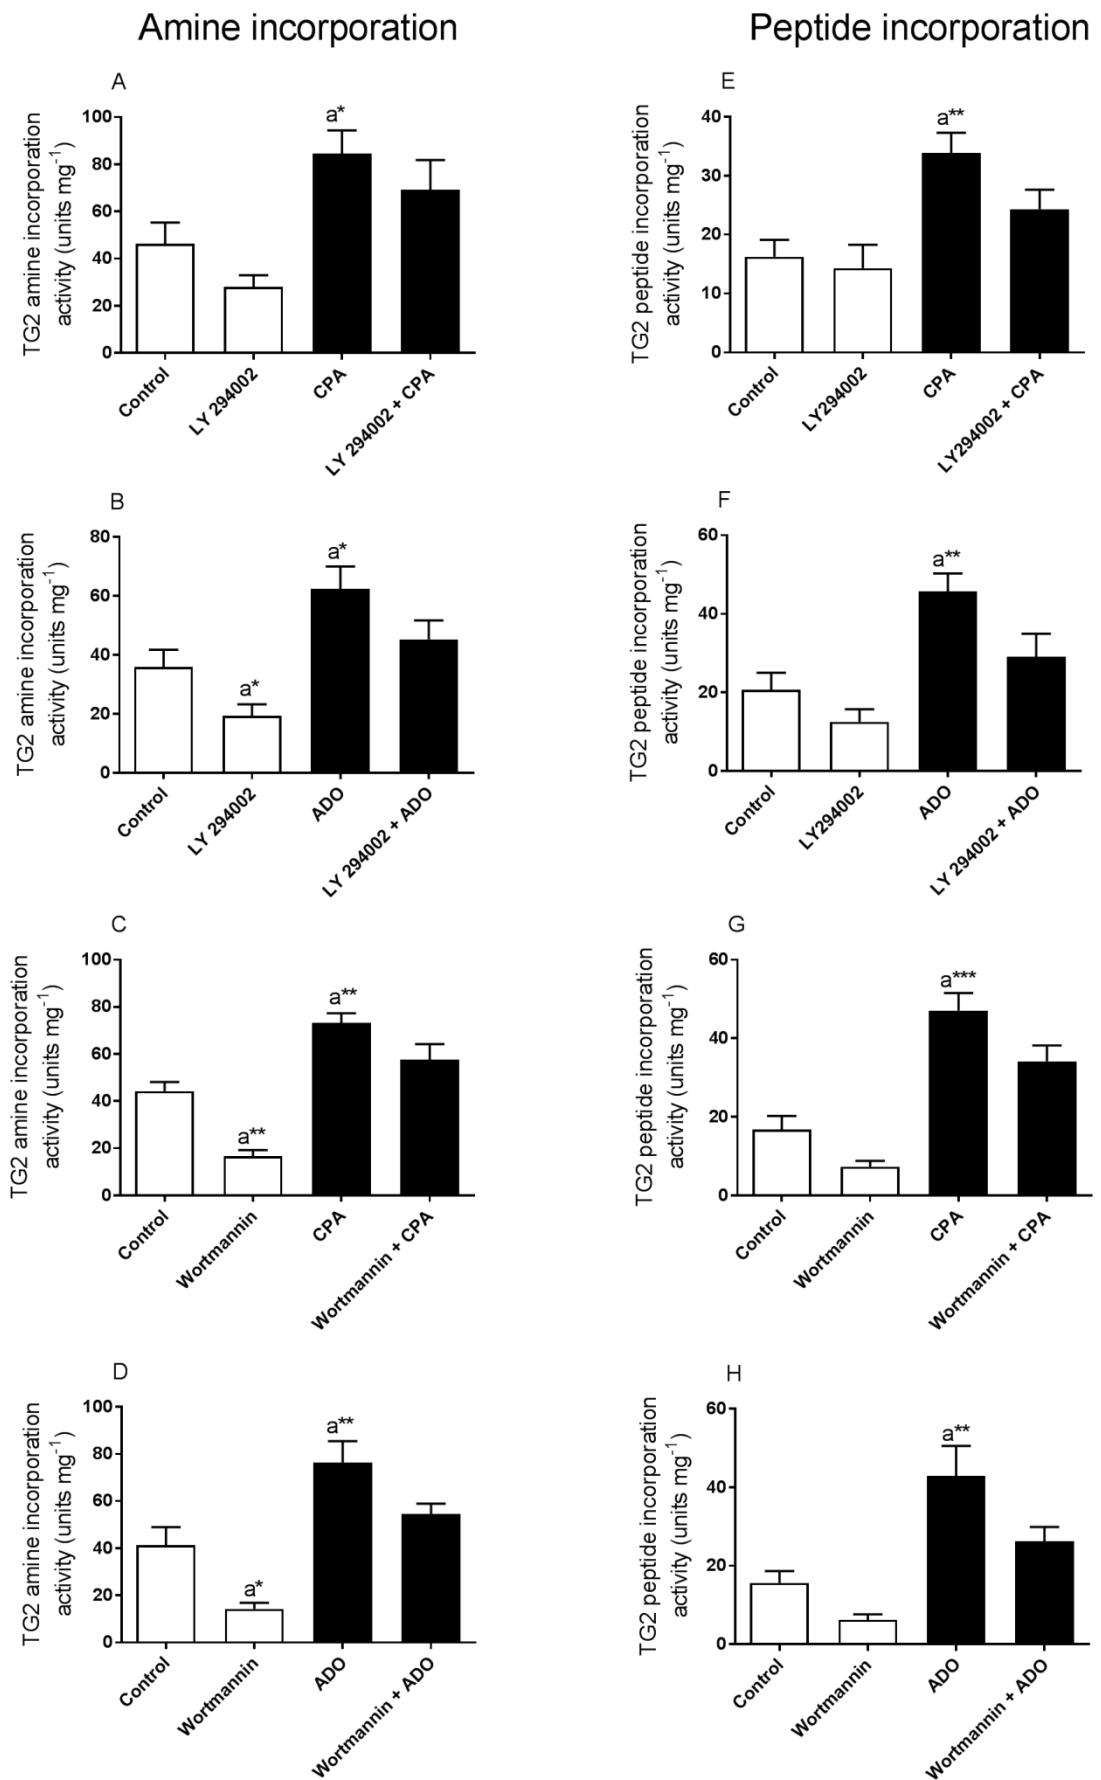 Amine incorporation
Peptide incorporation
A
TG2 amine incorporation
activity (units mg-1)
100
80
60
40
20
0
a*
Control
LY 294002
CPA
LY 294002 + CPA
E
TG2 peptide incorporation
activity (units mg-1)
40
30
20
10
0
a**
Control
LY294002
CPA
LY294002 + CPA
B
TG2 amine incorporation
activity (units mg-1)
80
60
40
20
0
a*
a*
Control
LY 294002
ADO
LY 294002 + ADO
F
TG2 peptide incorporation
activity (units mg-1)
60
40
20
0
a**
Control
LY294002
ADO
LY 294002 + ADO
C
TG2 amine incorporation
activity (units mg-1)
100
80
60
40
20
0
a**
a**
Control
Wortmannin
CPA
Wortmannin + CPA
G
TG2 peptide incorporation
activity (units mg-1)
60
40
20
0
a***
Control
Wortmannin
CPA
Wortmannin + CPA
D
TG2 amine incorporation
activity (units mg-1)
100
80
60
40
20
0
a*
a**
Control
Wortmannin
ADO
Wortmannin + ADO
H
TG2 peptide incorporation
activity (units mg-1)
60
40
20
0
a**
Control
Wortmannin
ADO
Wortmannin + ADO